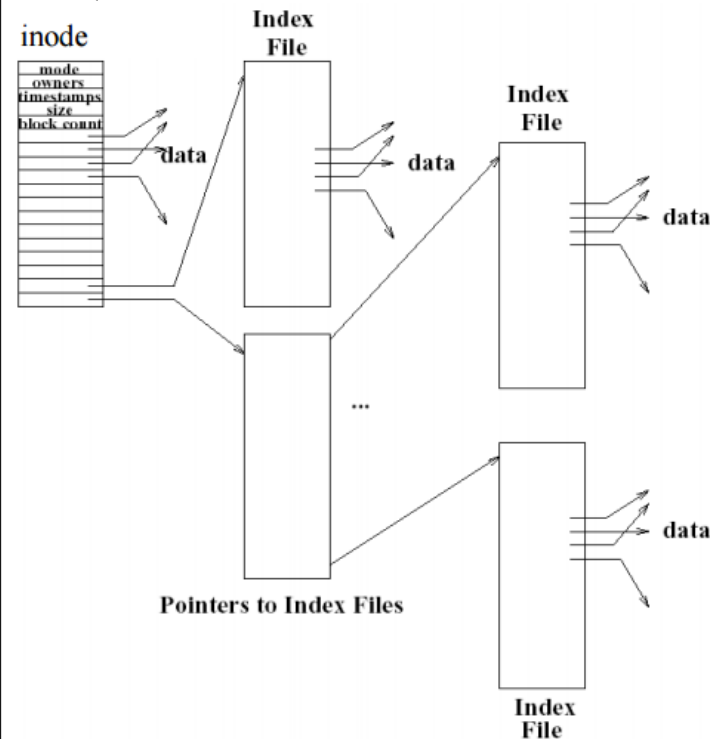 inode
mode
owners
timestamps
size
block count
data
Index
File
data
Index
File
data
...
Pointers to Index Files
data
Index
File